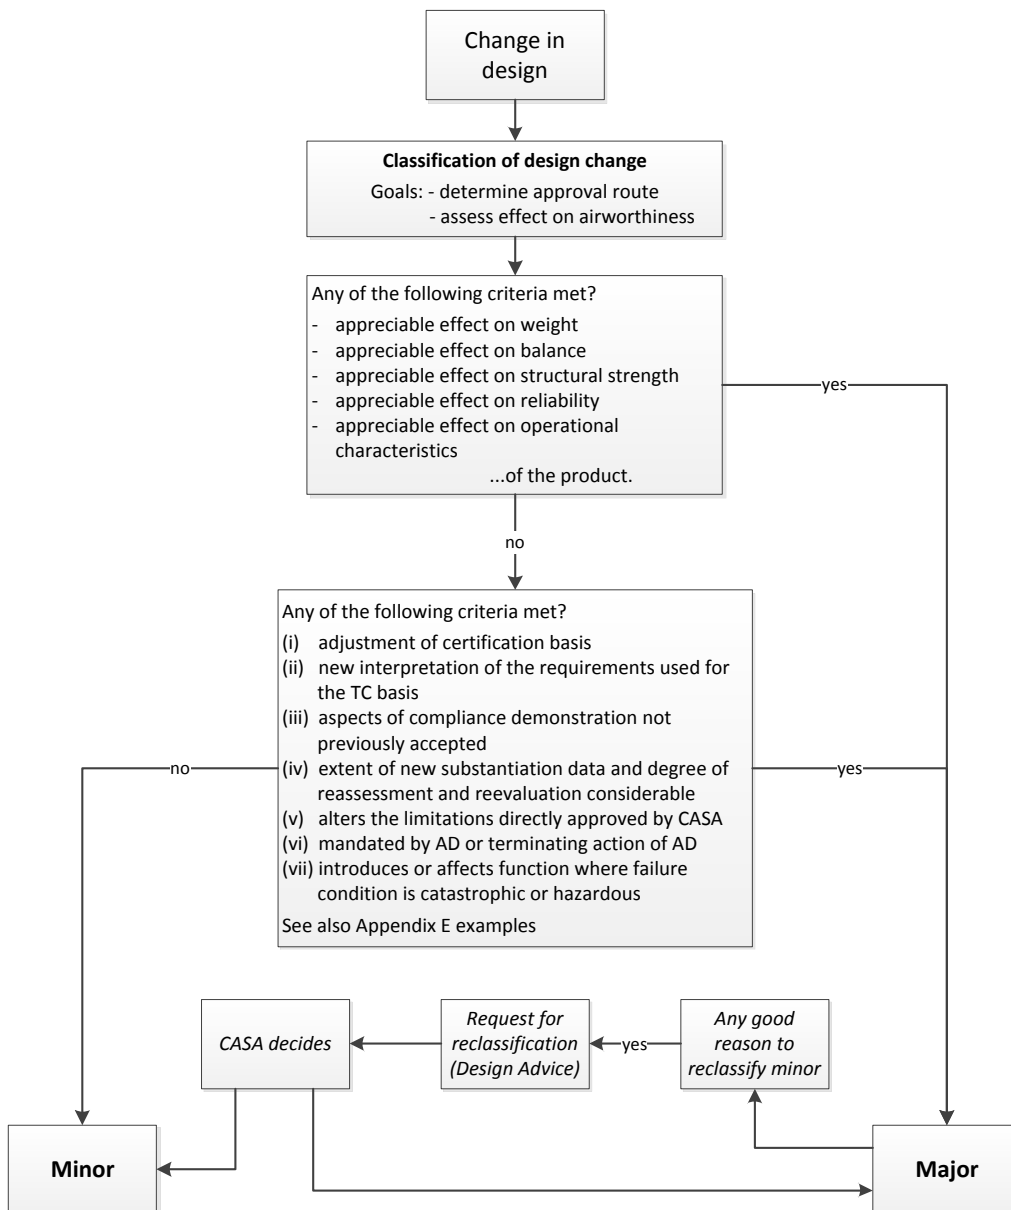 Change in
design
Classification of design change
Goals: - determine approval route
- assess effect on airworthiness
Any of the following criteria met?
- appreciable effect on weight
- appreciable effect on balance
- appreciable effect on structural strength
- appreciable effect on reliability
- appreciable effect on operational
characteristics
...of the product.
yes
no
Any of the following criteria met?
(i) adjustment of certification basis
(ii) new interpretation of the requirements used for
the TC basis
(iii) aspects of compliance demonstration not
previously accepted
(iv) extent of new substantiation data and degree of
reassessment and reevaluation considerable
(v) alters the limitations directly approved by CASA
(vi) mandated by AD or terminating action of AD
(vii) introduces or affects function where failure
condition is catastrophic or hazardous
See also Appendix E examples
no
yes
CASA decides
Request for
reclassification
(Design Advice)
yes
Any good
reason to
reclassify minor
Minor
Major